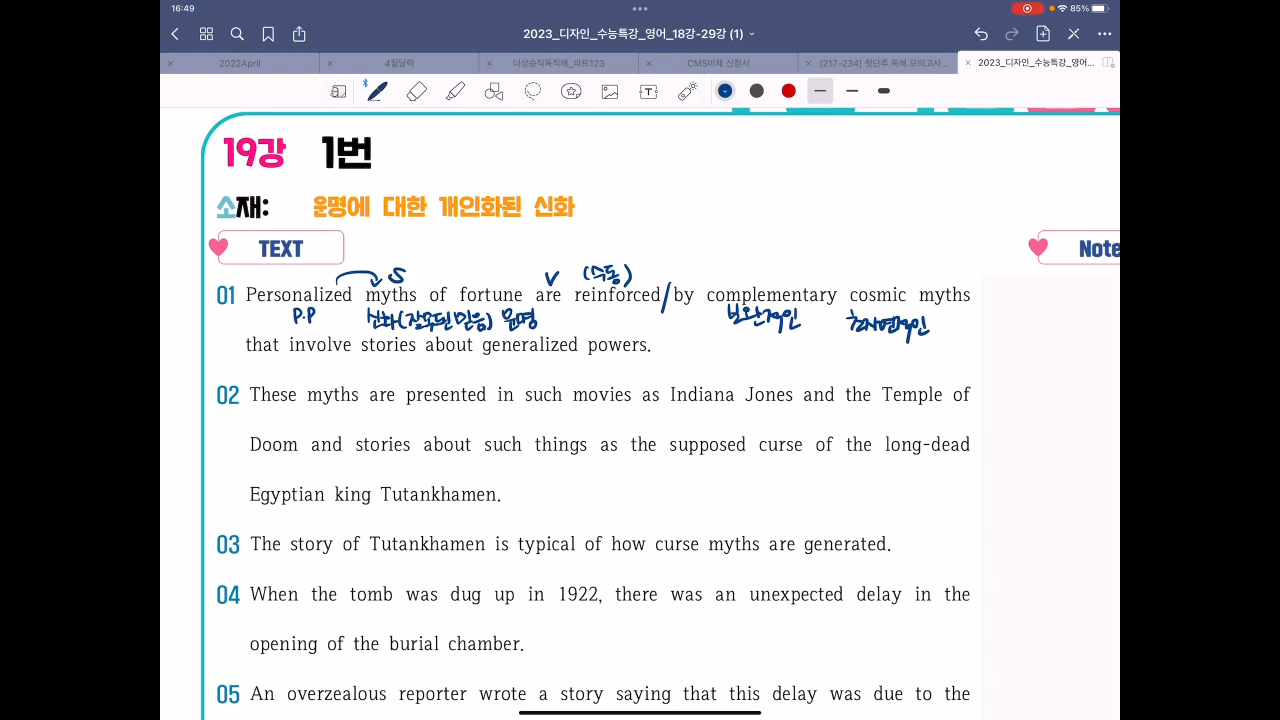 16:49
85%
2023_디자인_수능특강_영어_18강-29강 (1)
2022April
4월달력
더상승직독직해_파트123
CMS이체 신청서
[217-234] 첫단추 독해 모의고사...
2023_디자인_수능특강_영어...
19강 1번
소재: 운명에 대한 개인화된 신화
TEXT
Note
S V (수동)
01 Personalized myths of fortune are reinforced/by complementary cosmic myths
P.P 신화(잘못된 믿음) 운명 보완적인 초자연적인
that involve stories about generalized powers.
02 These myths are presented in such movies as Indiana Jones and the Temple of
Doom and stories about such things as the supposed curse of the long-dead
Egyptian king Tutankhamen.
03 The story of Tutankhamen is typical of how curse myths are generated.
04 When the tomb was dug up in 1922, there was an unexpected delay in the
opening of the burial chamber.
05 An overzealous reporter wrote a story saying that this delay was due to the